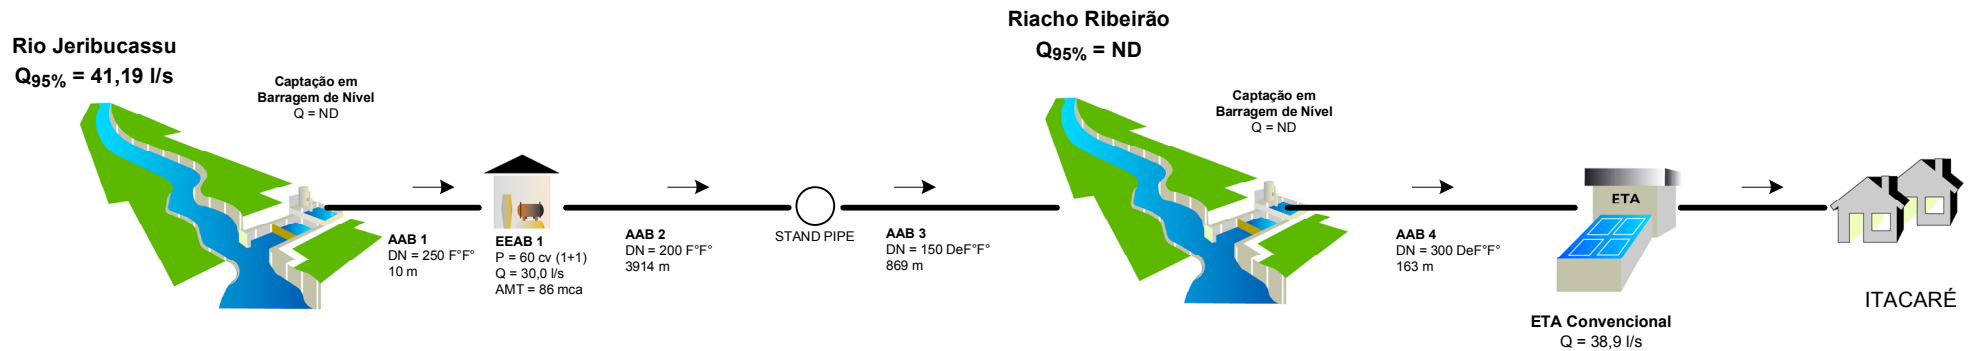 Rio Jeribucassu
Q95% = 41,19 l/s
Captação em
Barragem de Nível
Q = ND
AAB 1
DN = 250 F°F°
10 m
EEAB 1
P = 60 cv (1+1)
Q = 30,0 l/s
AMT = 86 mca
AAB 2
DN = 200 F°F°
3914 m
STAND PIPE
AAB 3
DN = 150 DeF°F°
869 m
Riacho Ribeirão
Q95% = ND
Captação em
Barragem de Nível
Q = ND
AAB 4
DN = 300 DeF°F°
163 m
ETA
ETA Convencional
Q = 38,9 l/s
ITACARÉ